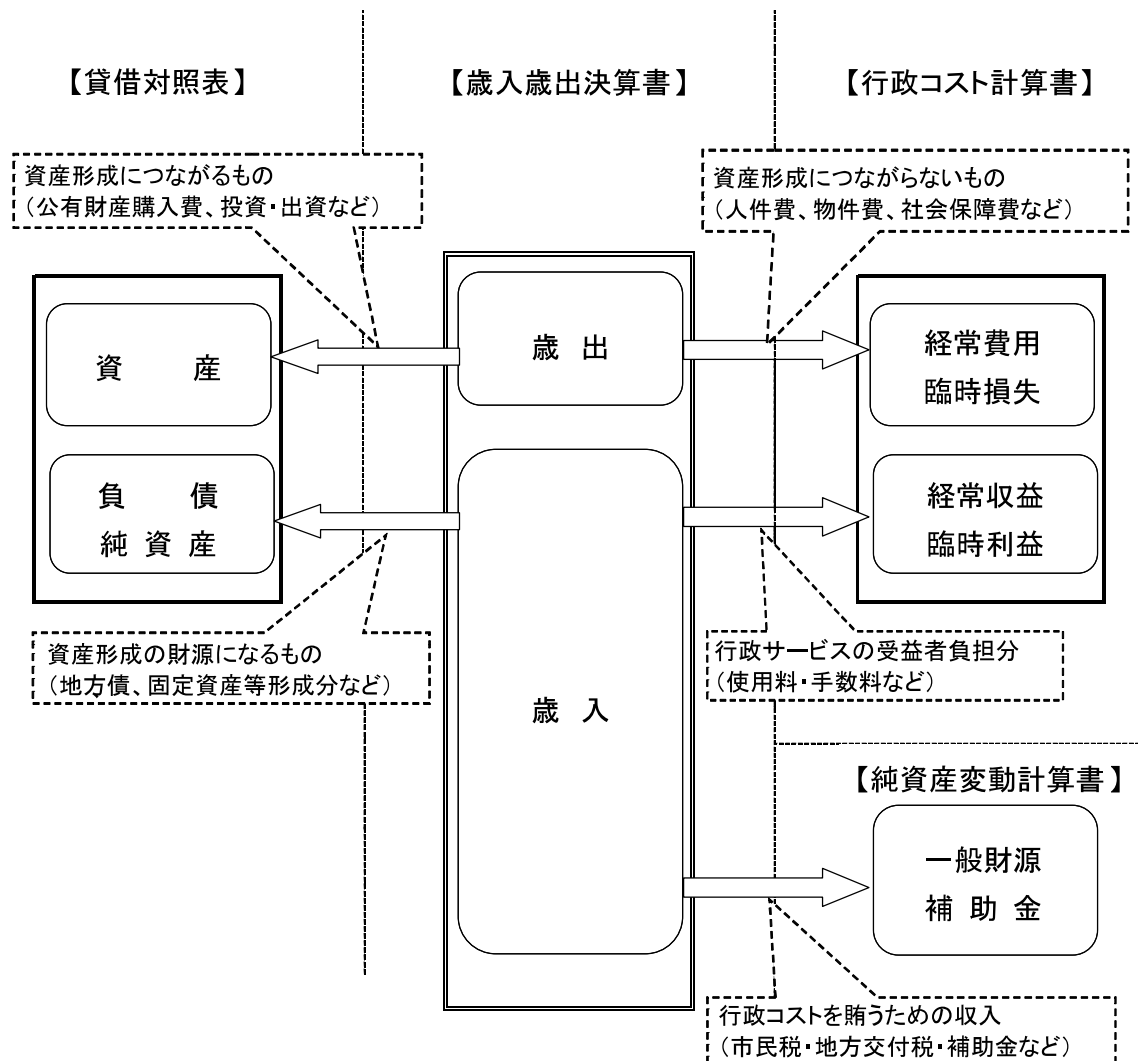 【貸借対照表】
【歳入歳出決算書】
【行政コスト計算書】
資産形成につながるもの
（公有財産購入費、投資・出資など）
資産形成につながらないもの
（人件費、物件費、社会保障費など）
資　産
歳 出
経常費用
臨時損失
負　債
純 資 産
経常収益
臨時利益
資産形成の財源になるもの
（地方債、固定資産等形成分など）
歳 入
行政サービスの受益者負担分
（使用料・手数料など）
【純資産変動計算書】
一般財源
補 助 金
行政コストを賄うための収入
（市民税・地方交付税・補助金など）